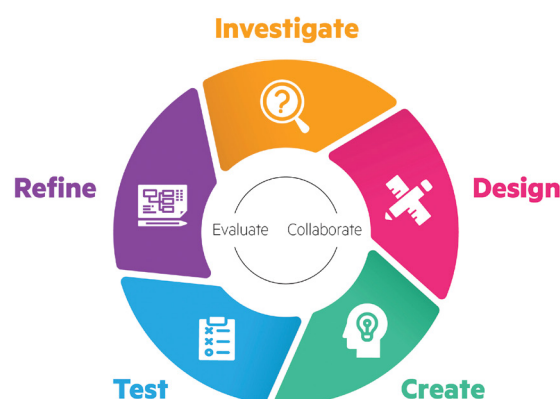 Investigate
Refine
Design
Evaluate Collaborate
Test
Create